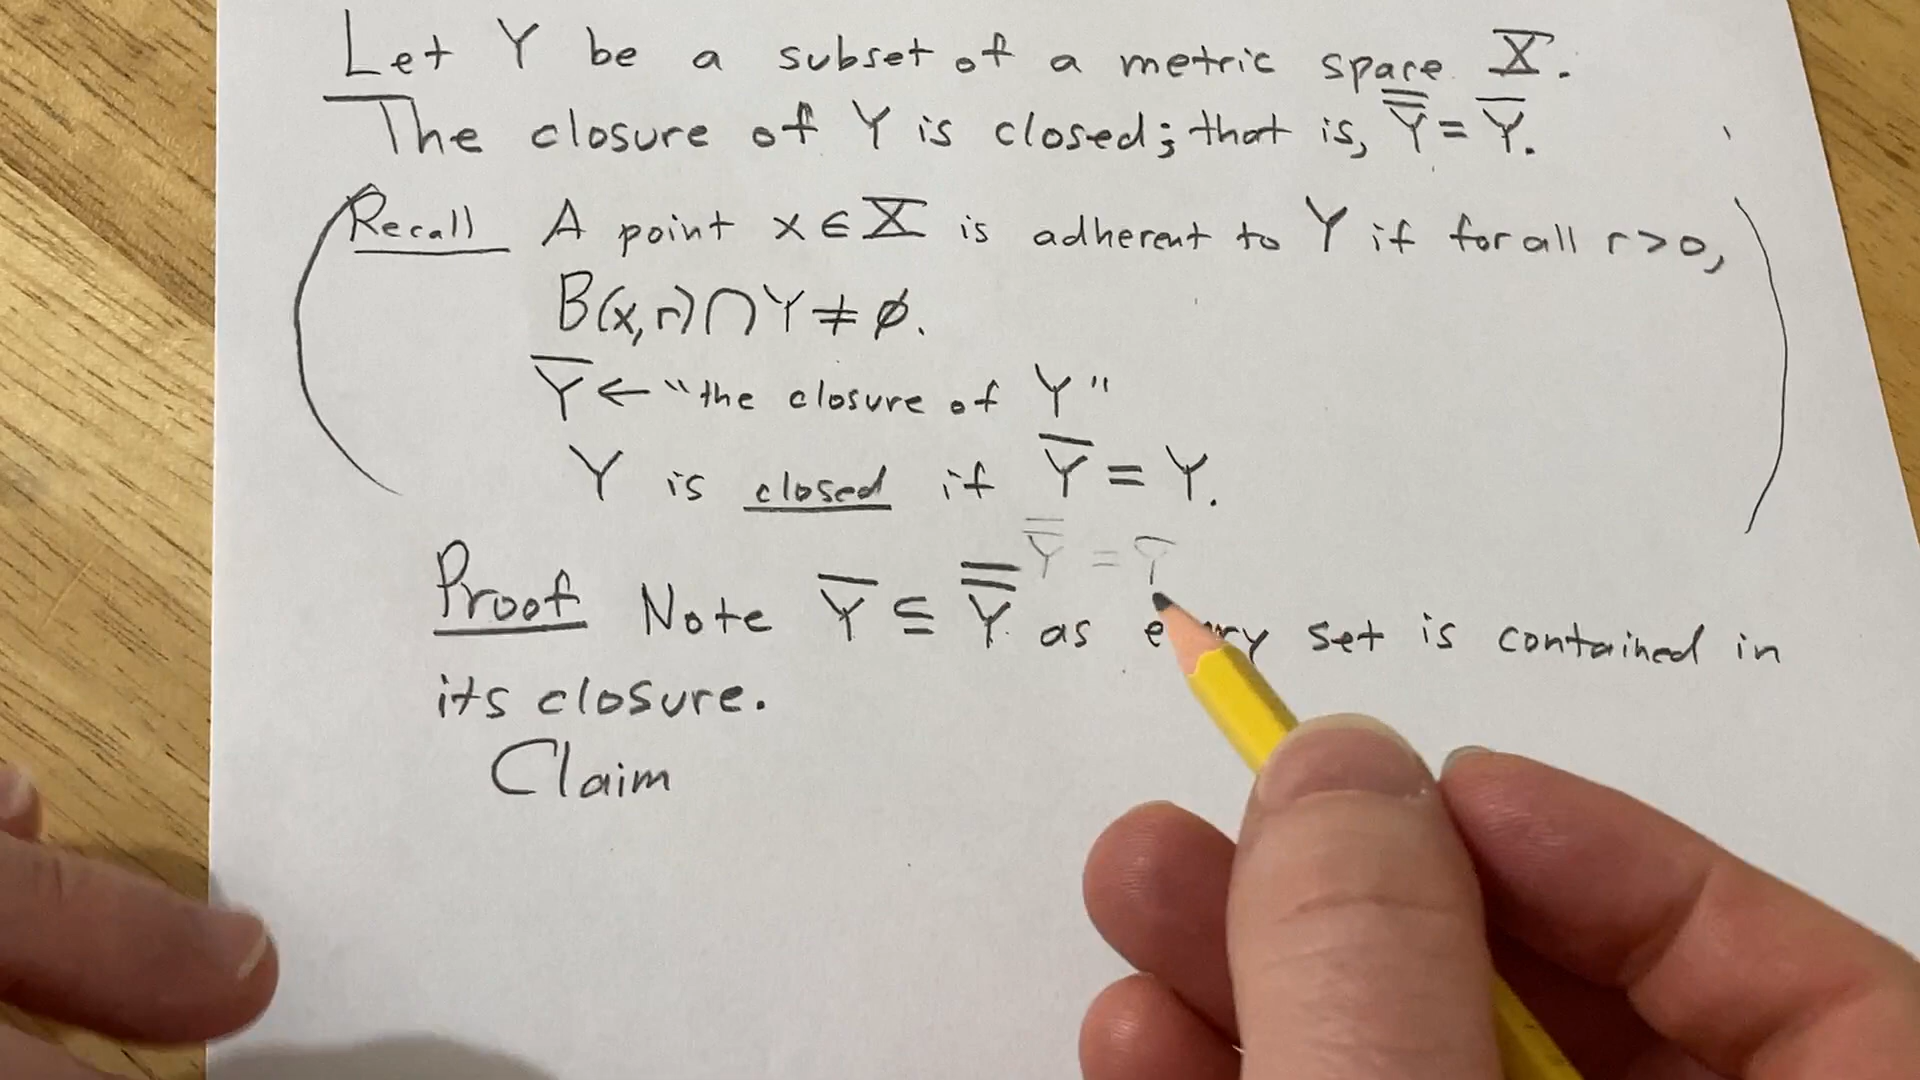 Let Y be a subset of a metric space X.
The closure of Y is closed; that is, Y̿ = Y̅.
Recall A point x ∈ X is adherent to Y if for all r>0,
B(x,r)∩Y ≠ ∅.
Y̅ ← "the closure of Y"
Y is closed if Y̅ = Y.
Y̿ = Y̅
Proof Note Y̅ ⊆ Y̿ as every set is contained in
its closure.
Claim